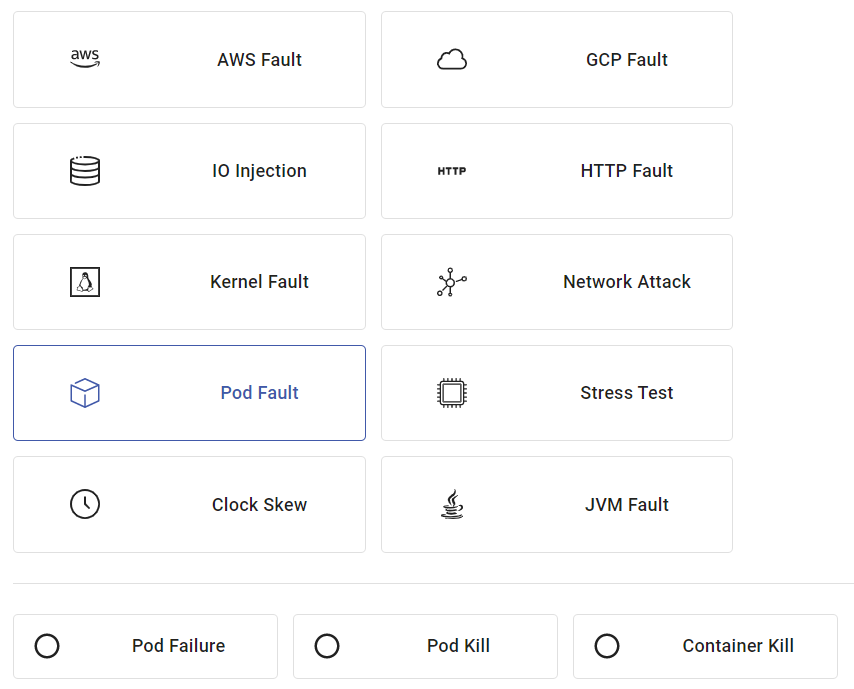 aws AWS Fault GCP Fault
IO Injection HTTP HTTP Fault
Kernel Fault Network Attack
Pod Fault Stress Test
Clock Skew JVM Fault
Pod Failure Pod Kill Container Kill